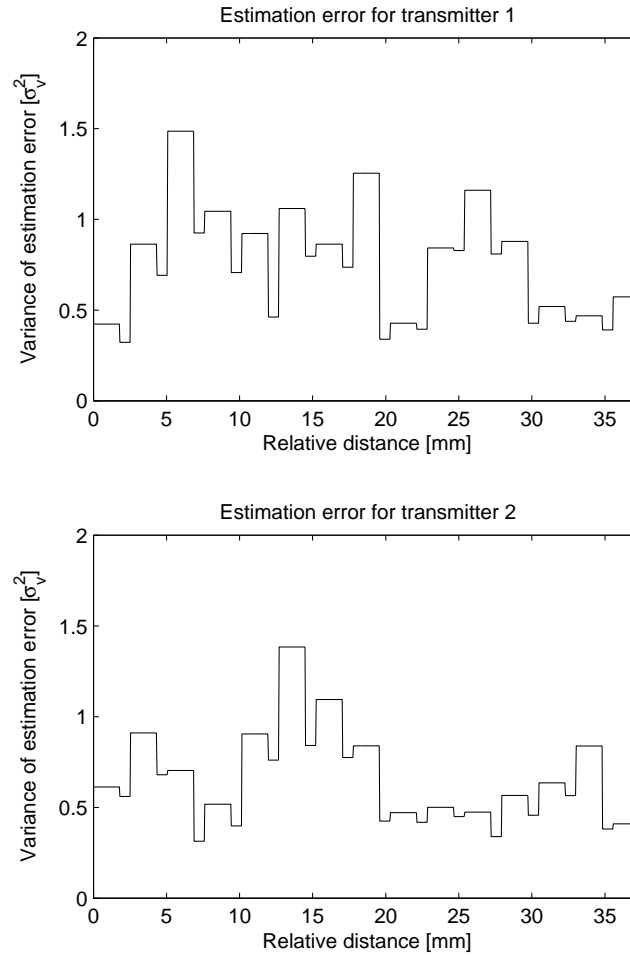 Estimation error for transmitter 1
Variance of estimation error [σ²ᵥ]
2
1.5
1
0.5
0
0 5 10 15 20 25 30 35
Relative distance [mm]
Estimation error for transmitter 2
Variance of estimation error [σ²ᵥ]
2
1.5
1
0.5
0
0 5 10 15 20 25 30 35
Relative distance [mm]